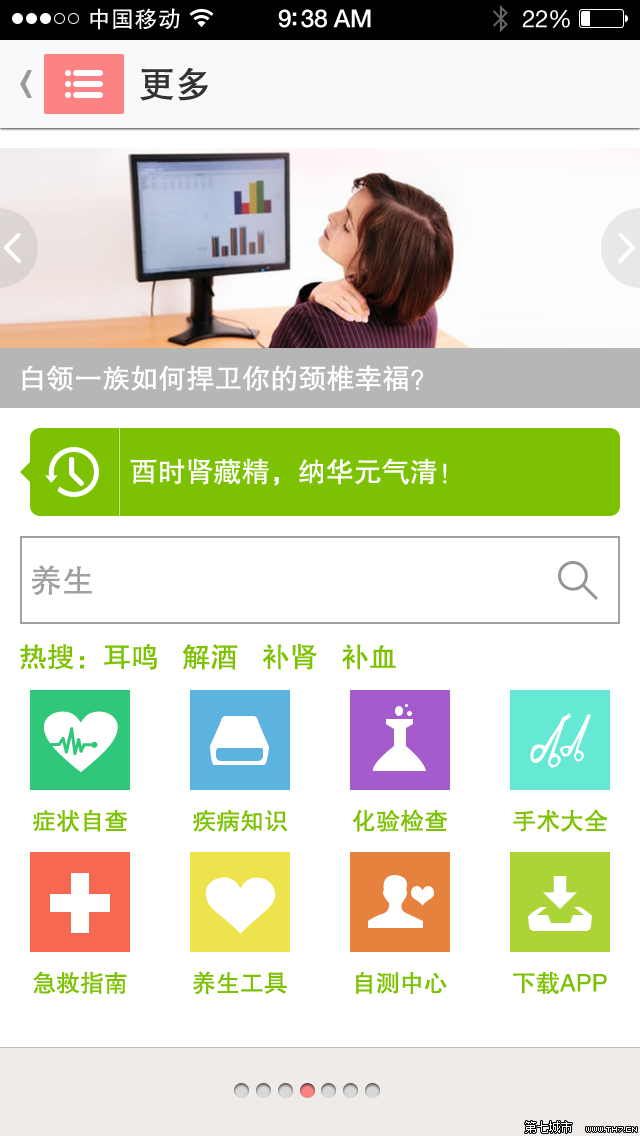 中国移动 9:38 AM 22%
更多
白领一族如何捍卫你的颈椎幸福?
酉时肾藏精，纳华元气清!
养生
热搜：耳鸣 解酒 补肾 补血
症状自查 疾病知识 化验检查 手术大全
急救指南 养生工具 自测中心 下载APP
第七城市 WWW.TH7.CN